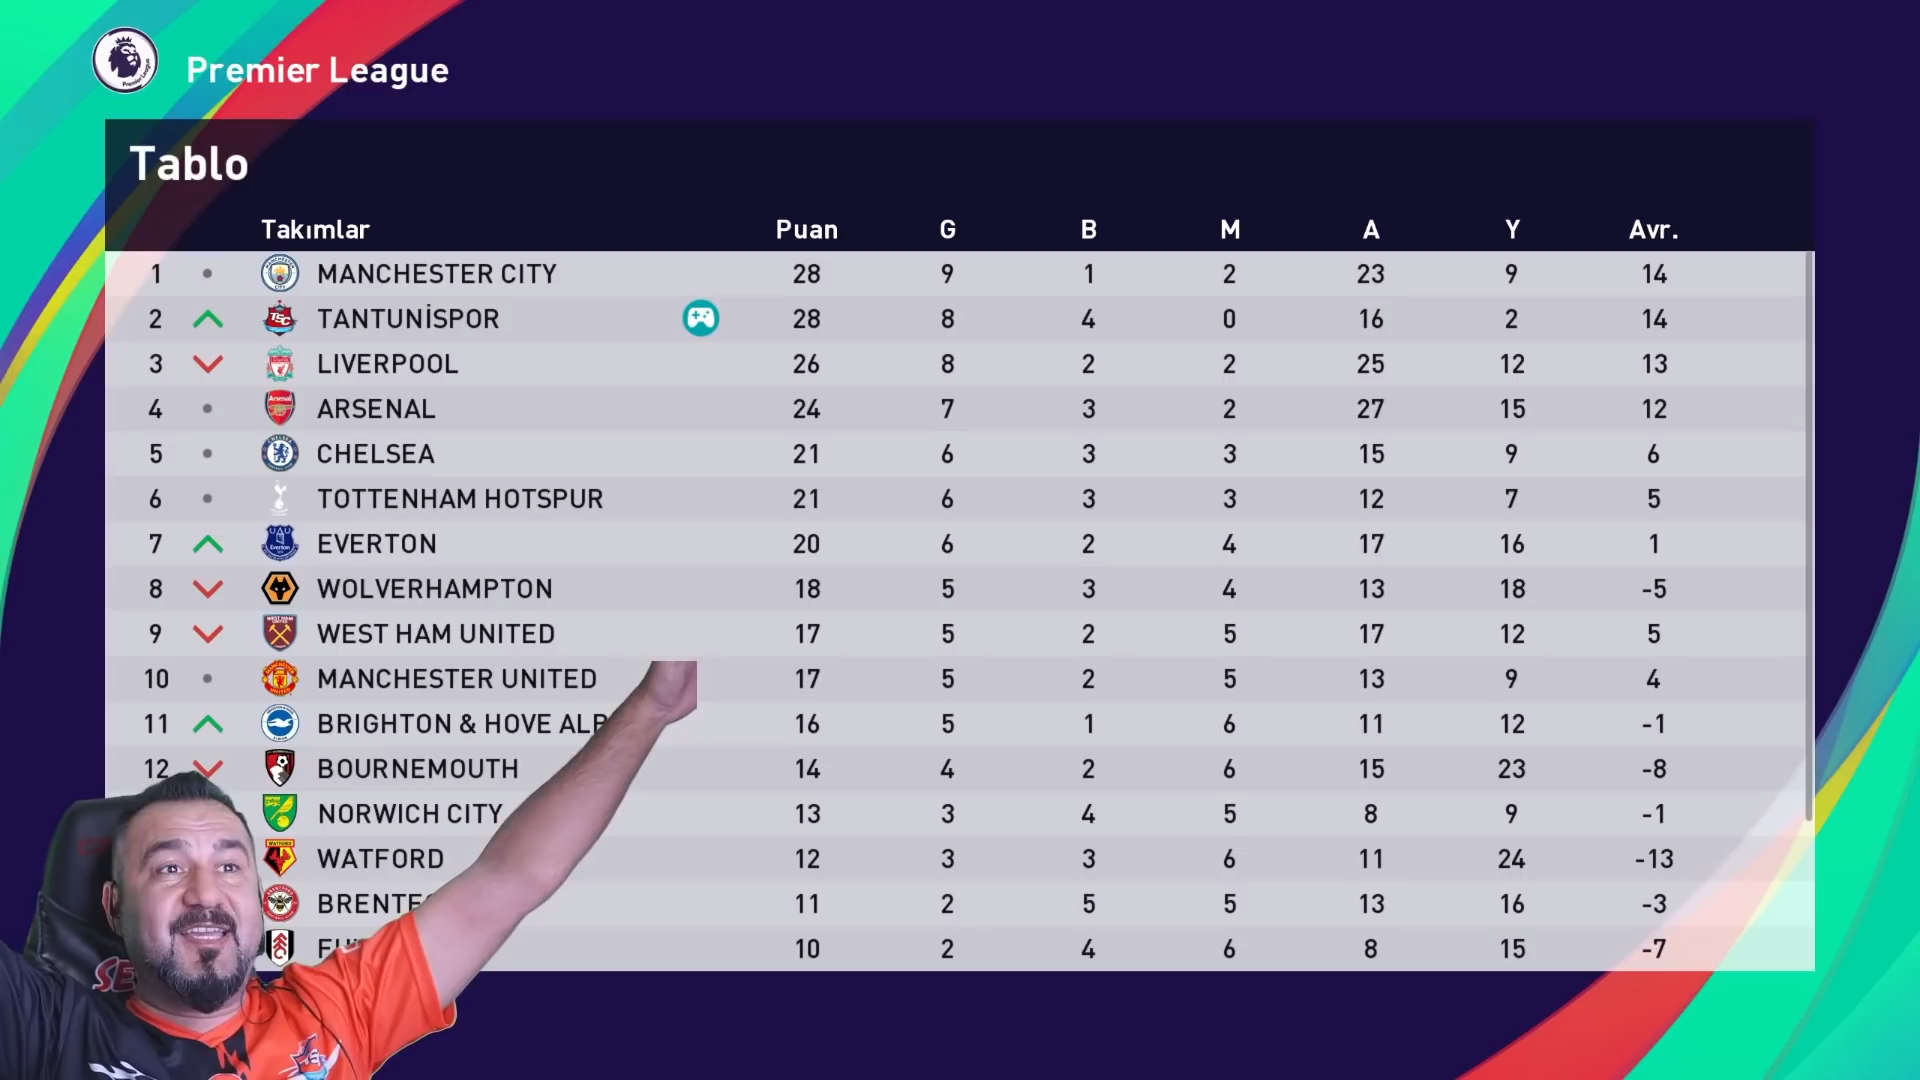 Premier League
Tablo
Takımlar Puan G B M A Y Avr.
1 MANCHESTER CITY 28 9 1 2 23 9 14
2 TANTUNİSPOR 28 8 4 0 16 2 14
3 LIVERPOOL 26 8 2 2 25 12 13
4 ARSENAL 24 7 3 2 27 15 12
5 CHELSEA 21 6 3 3 15 9 6
6 TOTTENHAM HOTSPUR 21 6 3 3 12 7 5
7 EVERTON 20 6 2 4 17 16 1
8 WOLVERHAMPTON 18 5 3 4 13 18 -5
9 WEST HAM UNITED 17 5 2 5 17 12 5
10 MANCHESTER UNITED 17 5 2 5 13 9 4
11 BRIGHTON & HOVE ALB 16 5 1 6 11 12 -1
12 BOURNEMOUTH 14 4 2 6 15 23 -8
NORWICH CITY 13 3 4 5 8 9 -1
WATFORD 12 3 3 6 11 24 -13
BRENTF 11 2 5 5 13 16 -3
10 2 4 6 8 15 -7